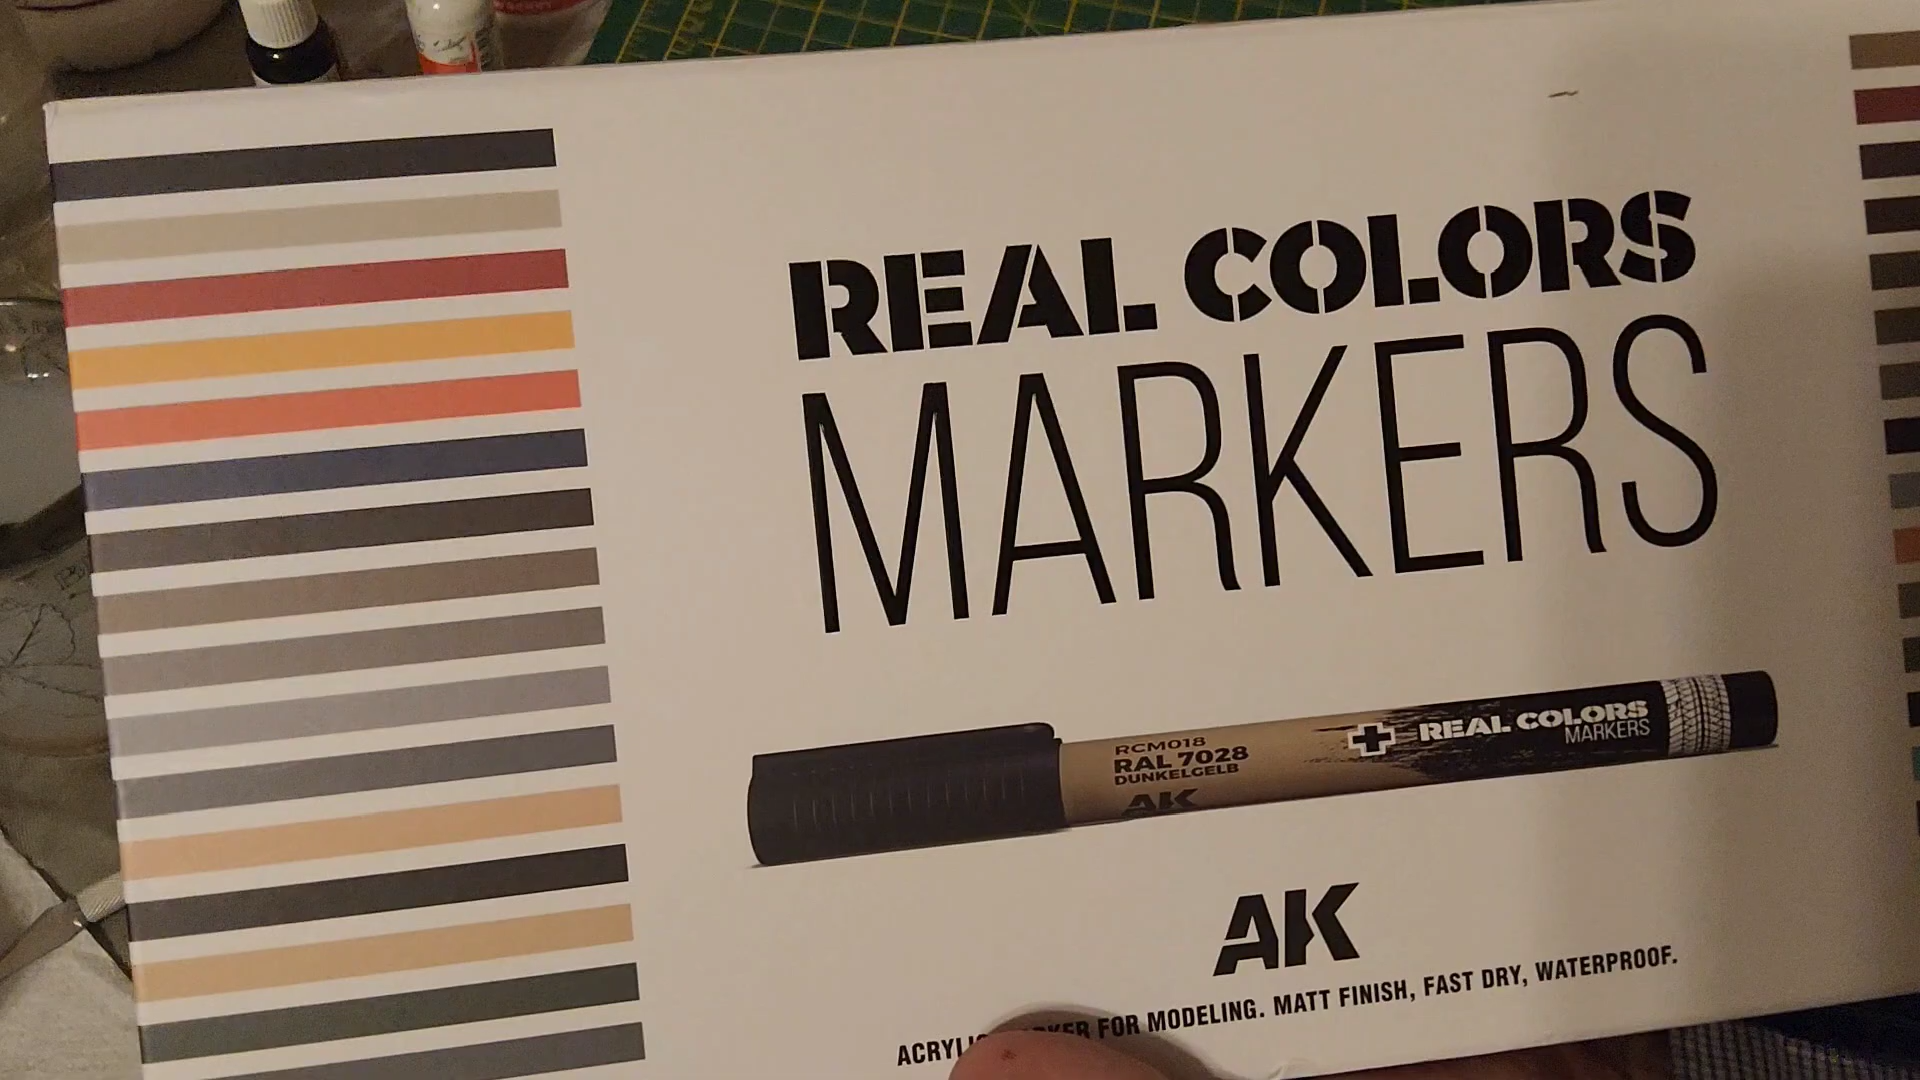 REAL COLORS
MARKERS
RCM018
RAL 7028
DUNKELGELB
AK
REAL COLORS
MARKERS
AK
FOR MODELING. MATT FINISH, FAST DRY, WATERPROOF.